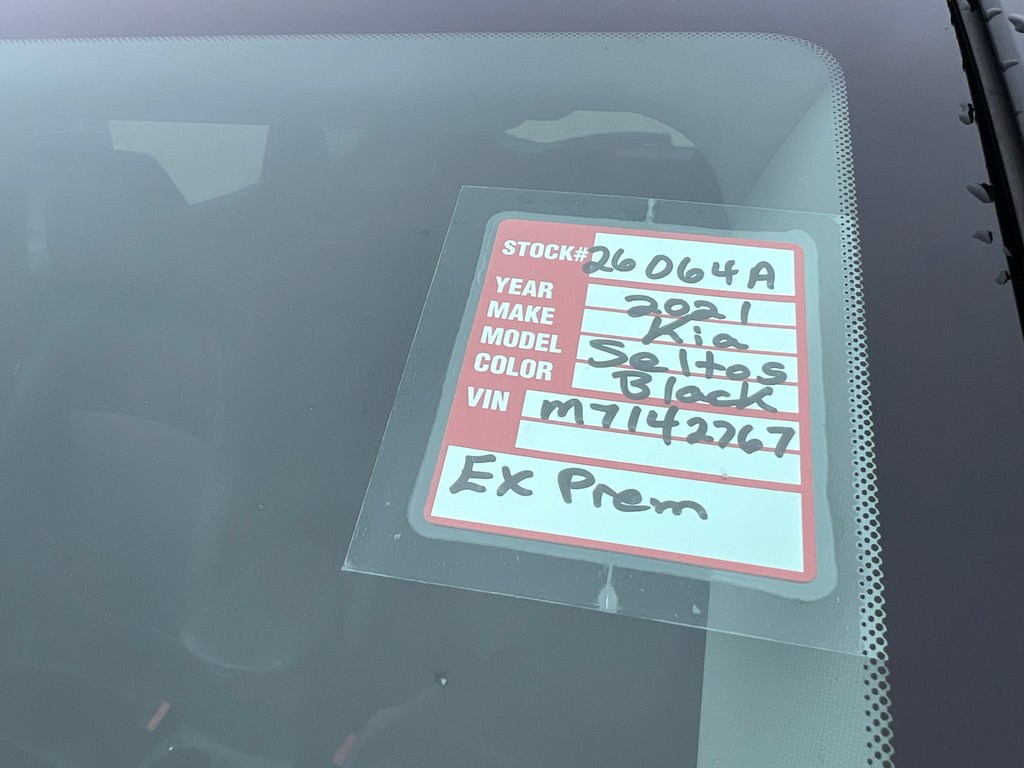 STOCK# 26064A
YEAR 2021
MAKE Kia
MODEL Seltos
COLOR Black
VIN M7142767
EX Prem